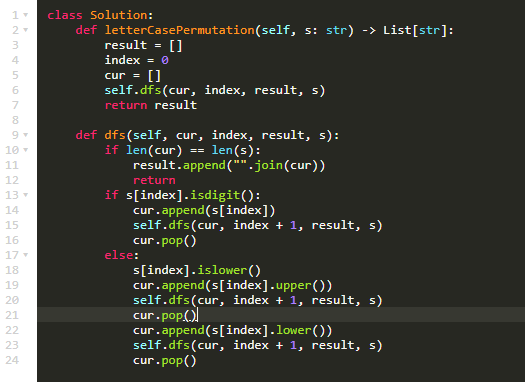 1 class Solution:
2     def letterCasePermutation(self, s: str) -> List[str]:
3         result = []
4         index = 0
5         cur = []
6         self.dfs(cur, index, result, s)
7         return result
8
9     def dfs(self, cur, index, result, s):
10         if len(cur) == len(s):
11             result.append("".join(cur))
12             return
13         if s[index].isdigit():
14             cur.append(s[index])
15             self.dfs(cur, index + 1, result, s)
16             cur.pop()
17         else:
18             s[index].islower()
19             cur.append(s[index].upper())
20             self.dfs(cur, index + 1, result, s)
21             cur.pop()
22             cur.append(s[index].lower())
23             self.dfs(cur, index + 1, result, s)
24             cur.pop()